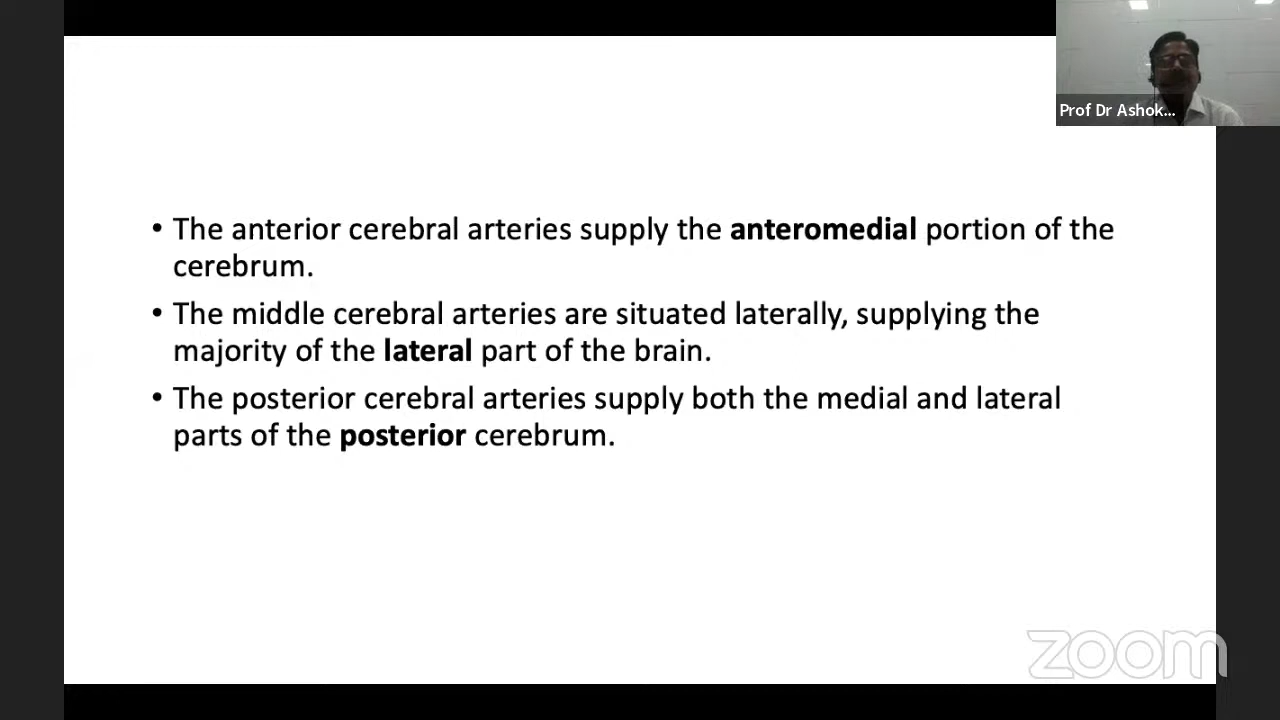 Prof Dr Ashok...
• The anterior cerebral arteries supply the anteromedial portion of the
cerebrum.
• The middle cerebral arteries are situated laterally, supplying the
majority of the lateral part of the brain.
• The posterior cerebral arteries supply both the medial and lateral
parts of the posterior cerebrum.
zoom